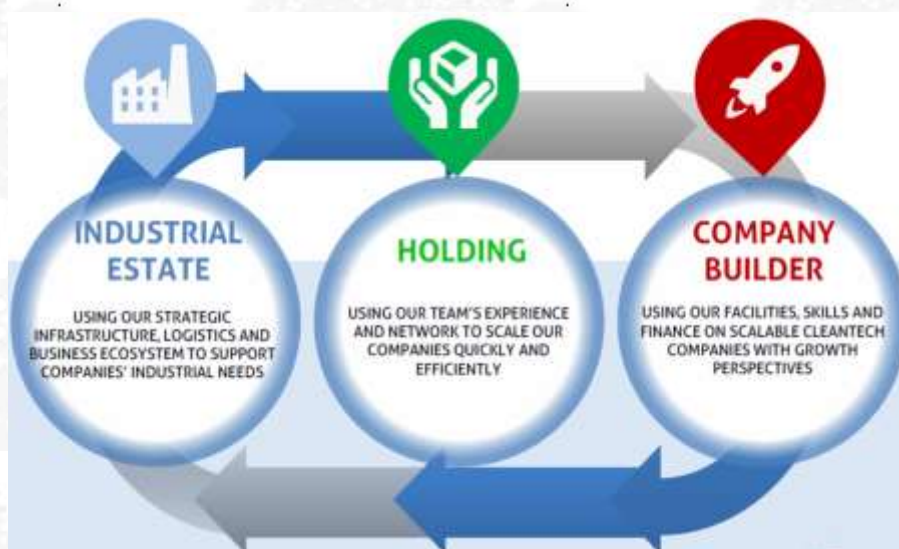 INDUSTRIAL
ESTATE
USING OUR STRATEGIC
INFRASTRUCTURE, LOGISTICS AND
BUSINESS ECOSYSTEM TO SUPPORT
COMPANIES' INDUSTRIAL NEEDS
HOLDING
USING OUR TEAM'S EXPERIENCE
AND NETWORK TO SCALE OUR
COMPANIES QUICKLY AND
EFFICIENTLY
COMPANY
BUILDER
USING OUR FACILITIES, SKILLS AND
FINANCE ON SCALABLE CLEANTECH
COMPANIES WITH GROWTH
PERSPECTIVES